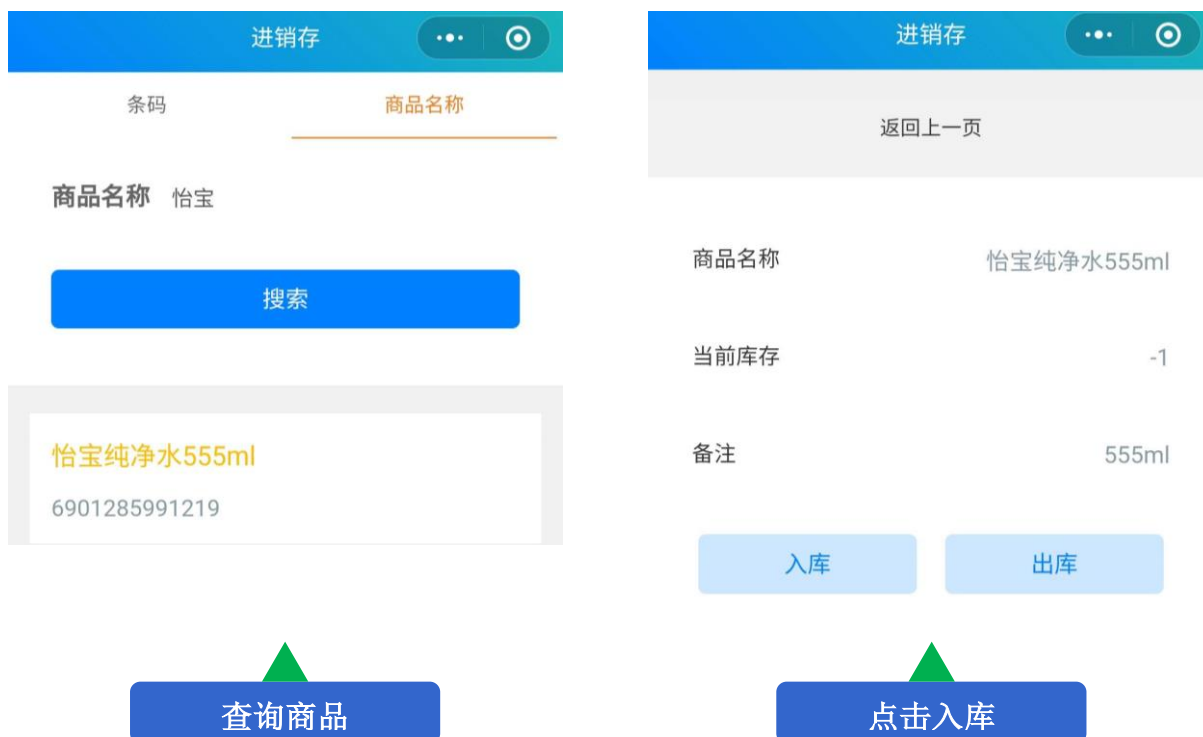 进销存
条码
商品名称
商品名称 怡宝
搜索
怡宝纯净水555ml
6901285991219
查询商品
进销存
返回上一页
商品名称 怡宝纯净水555ml
当前库存 -1
备注 555ml
入库 出库
点击入库